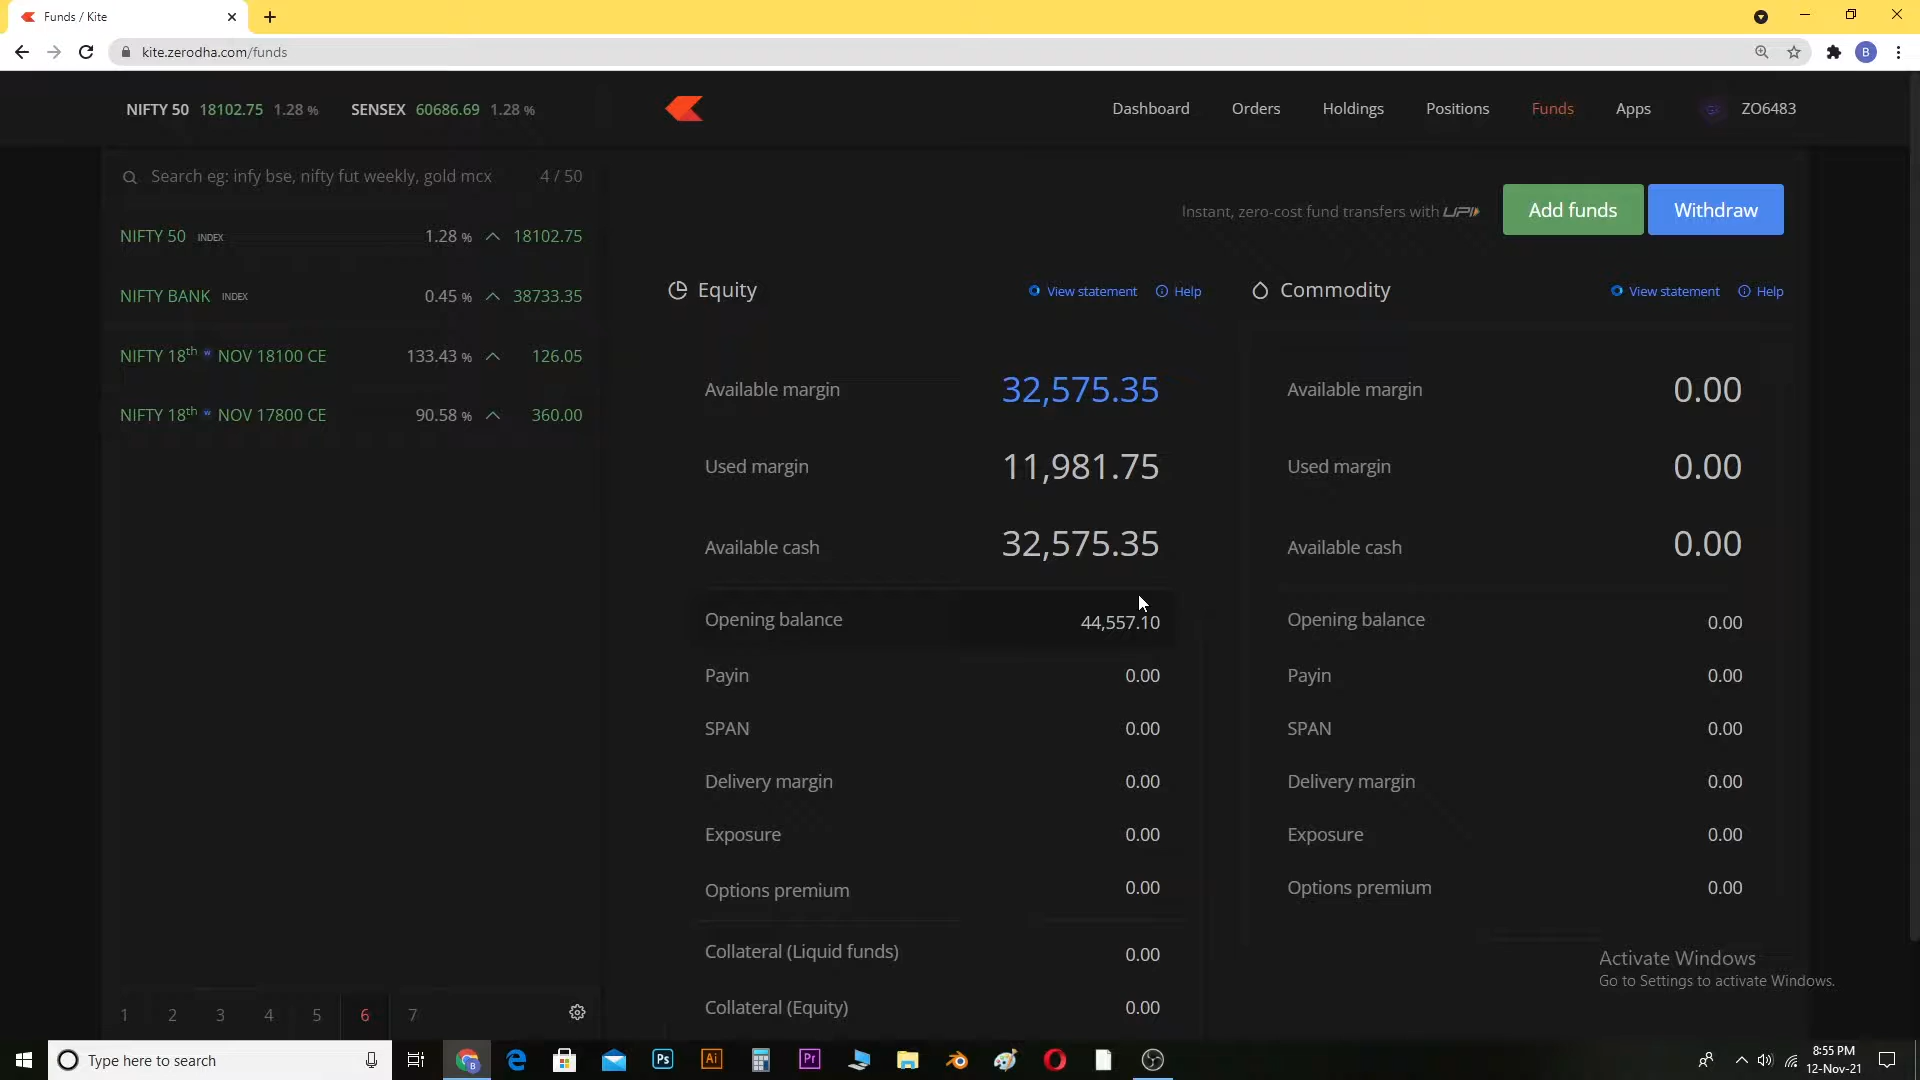 Funds / Kite
kite.zerodha.com/funds
B
NIFTY 50 18102.75 1.28 % SENSEX 60686.69 1.28 %
Dashboard Orders Holdings Positions Funds Apps ZO6483
Search eg: infy bse, nifty fut weekly, gold mcx 4 / 50
NIFTY 50 INDEX 1.28 % 18102.75
NIFTY BANK INDEX 0.45 % 38733.35
NIFTY 18th w NOV 18100 CE 133.43 % 126.05
NIFTY 18th w NOV 17800 CE 90.58 % 360.00
1 2 3 4 5 6 7
Instant, zero-cost fund transfers with UPI Add funds Withdraw
Equity View statement Help
Available margin 32,575.35
Used margin 11,981.75
Available cash 32,575.35
Opening balance 44,557.10
Payin 0.00
SPAN 0.00
Delivery margin 0.00
Exposure 0.00
Options premium 0.00
Collateral (Liquid funds) 0.00
Collateral (Equity) 0.00
Commodity View statement Help
Available margin 0.00
Used margin 0.00
Available cash 0.00
Opening balance 0.00
Payin 0.00
SPAN 0.00
Delivery margin 0.00
Exposure 0.00
Options premium 0.00
Activate Windows
Go to Settings to activate Windows.
Type here to search
B
Ps Ai Pr
8:55 PM
12-Nov-21